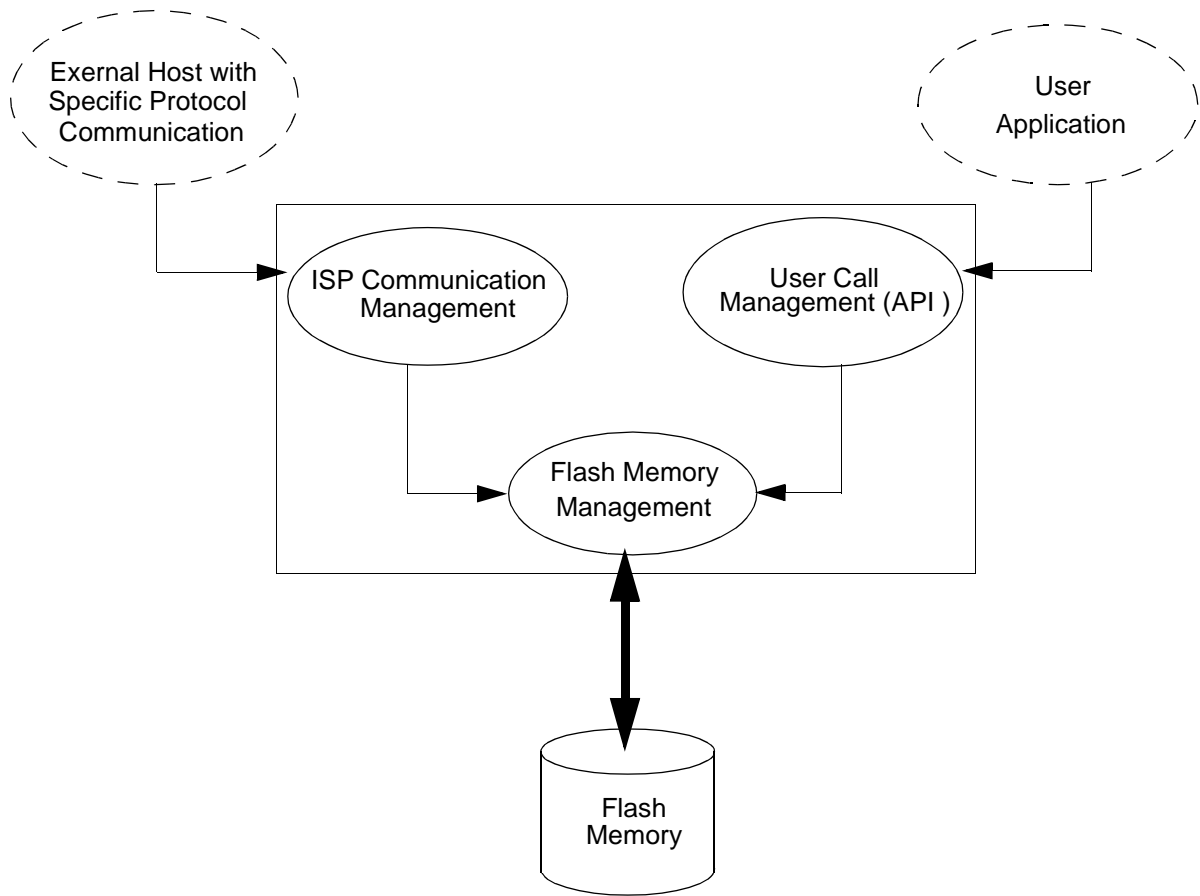 Exernal Host with
Specific Protocol
Communication
User
Application
ISP Communication
Management
User Call
Management (API )
Flash Memory
Management
Flash
Memory